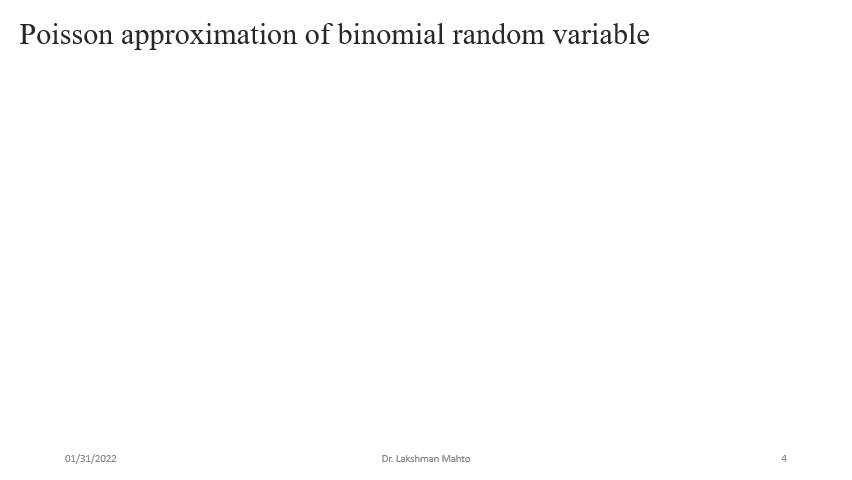 Poisson approximation of binomial random variable
01/31/2022
Dr. Lakshman Mahto
4